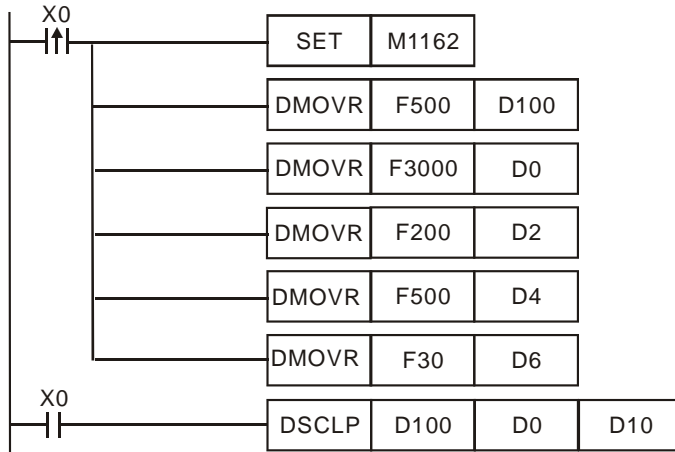 X0
SET M1162
DMOVR F500 D100
DMOVR F3000 D0
DMOVR F200 D2
DMOVR F500 D4
DMOVR F30 D6
X0
DSCLP D100 D0 D10